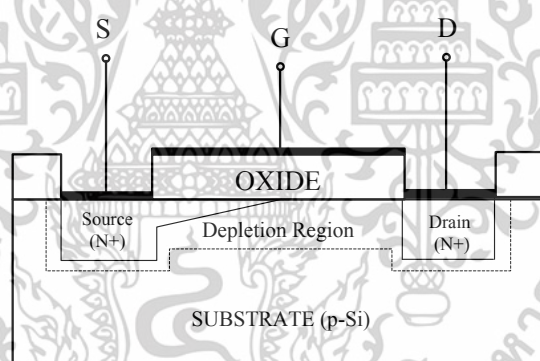 S G D
OXIDE
Source Depletion Region Drain
(N+) (N+)
SUBSTRATE (p-Si)